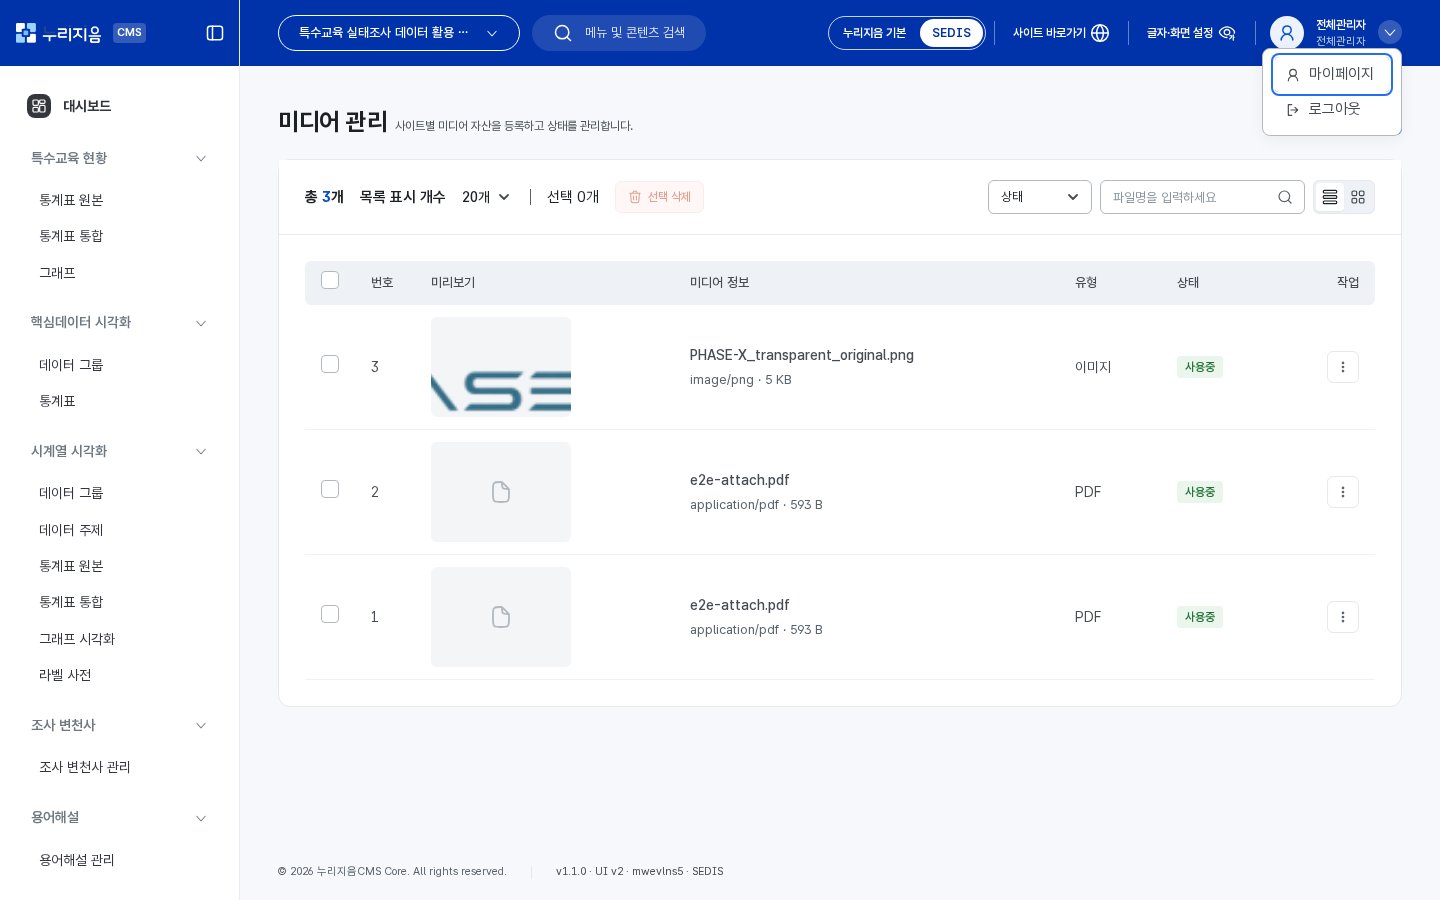 누리지음 CMS
특수교육 실태조사 데이터 활용 ···
메뉴 및 콘텐츠 검색
누리지음 기본
SEDIS
사이트 바로가기
글자·화면 설정
전체관리자
전체관리자
마이페이지
로그아웃
대시보드
특수교육 현황
통계표 원본
통계표 통합
그래프
핵심데이터 시각화
데이터 그룹
통계표
시계열 시각화
데이터 그룹
데이터 주제
통계표 원본
통계표 통합
그래프 시각화
라벨 사전
조사 변천사
조사 변천사 관리
용어해설
용어해설 관리
미디어 관리 사이트별 미디어 자산을 등록하고 상태를 관리합니다.
총 3개 목록 표시 개수 20개 선택 0개 선택 삭제
상태
파일명을 입력하세요
번호 미리보기 미디어 정보 유형 상태 작업
3
ASE
PHASE-X_transparent_original.png
image/png · 5 KB
이미지
사용중
2
e2e-attach.pdf
application/pdf · 593 B
PDF
사용중
1
e2e-attach.pdf
application/pdf · 593 B
PDF
사용중
© 2026 누리지음CMS Core. All rights reserved.
v1.1.0 · UI v2 · mwevlns5 · SEDIS